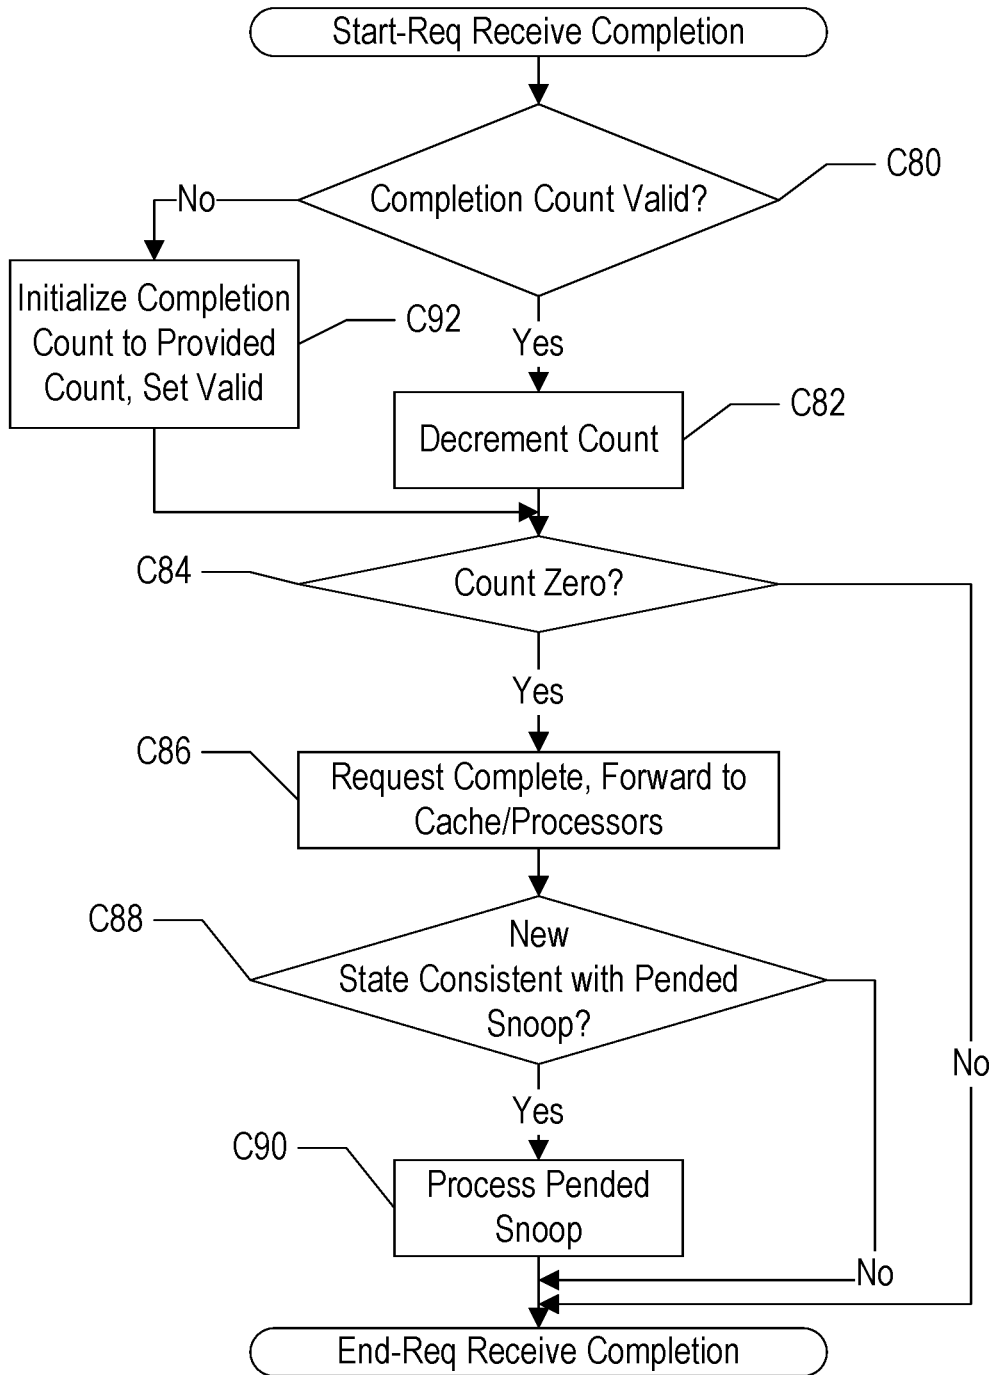 Start-Req Receive Completion
C80
Completion Count Valid?
No
Initialize Completion
Count to Provided
Count, Set Valid
C92
Yes
C82
Decrement Count
C84
Count Zero?
Yes
C86
Request Complete, Forward to
Cache/Processors
C88
New
State Consistent with Pended
Snoop?
No
Yes
C90
Process Pended
Snoop
No
End-Req Receive Completion